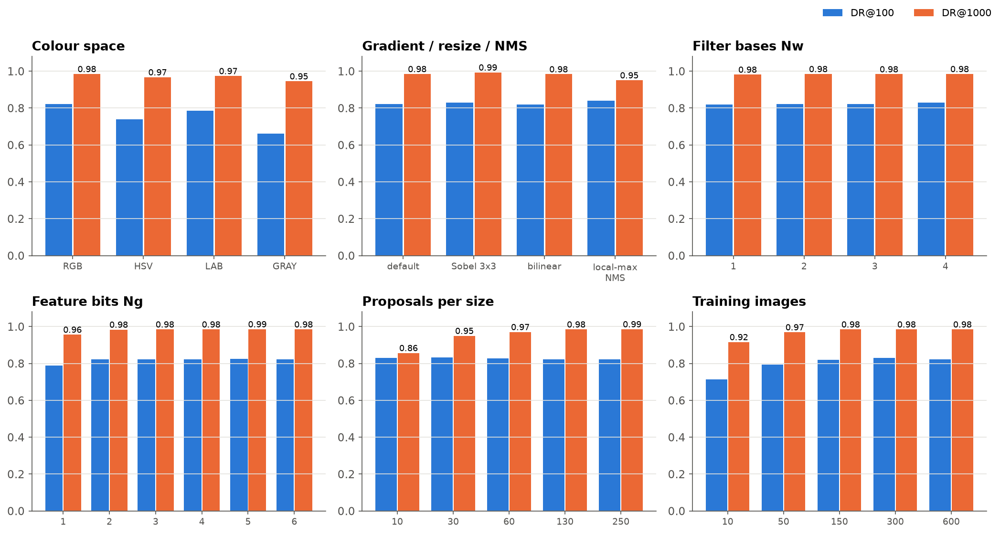 DR@100 DR@1000
Colour space
1.0
0.8
0.6
0.4
0.2
0.0
0.98 0.97 0.97 0.95
RGB HSV LAB GRAY
Gradient / resize / NMS
1.0
0.8
0.6
0.4
0.2
0.0
0.98 0.99 0.98 0.95
default Sobel 3x3 bilinear local-max
NMS
Filter bases Nw
1.0
0.8
0.6
0.4
0.2
0.0
0.98 0.98 0.98 0.98
1 2 3 4
Feature bits Ng
1.0
0.8
0.6
0.4
0.2
0.0
0.96 0.98 0.98 0.98 0.99 0.98
1 2 3 4 5 6
Proposals per size
1.0
0.8
0.6
0.4
0.2
0.0
0.86 0.95 0.97 0.98 0.99
10 30 60 130 250
Training images
1.0
0.8
0.6
0.4
0.2
0.0
0.92 0.97 0.98 0.98 0.98
10 50 150 300 600